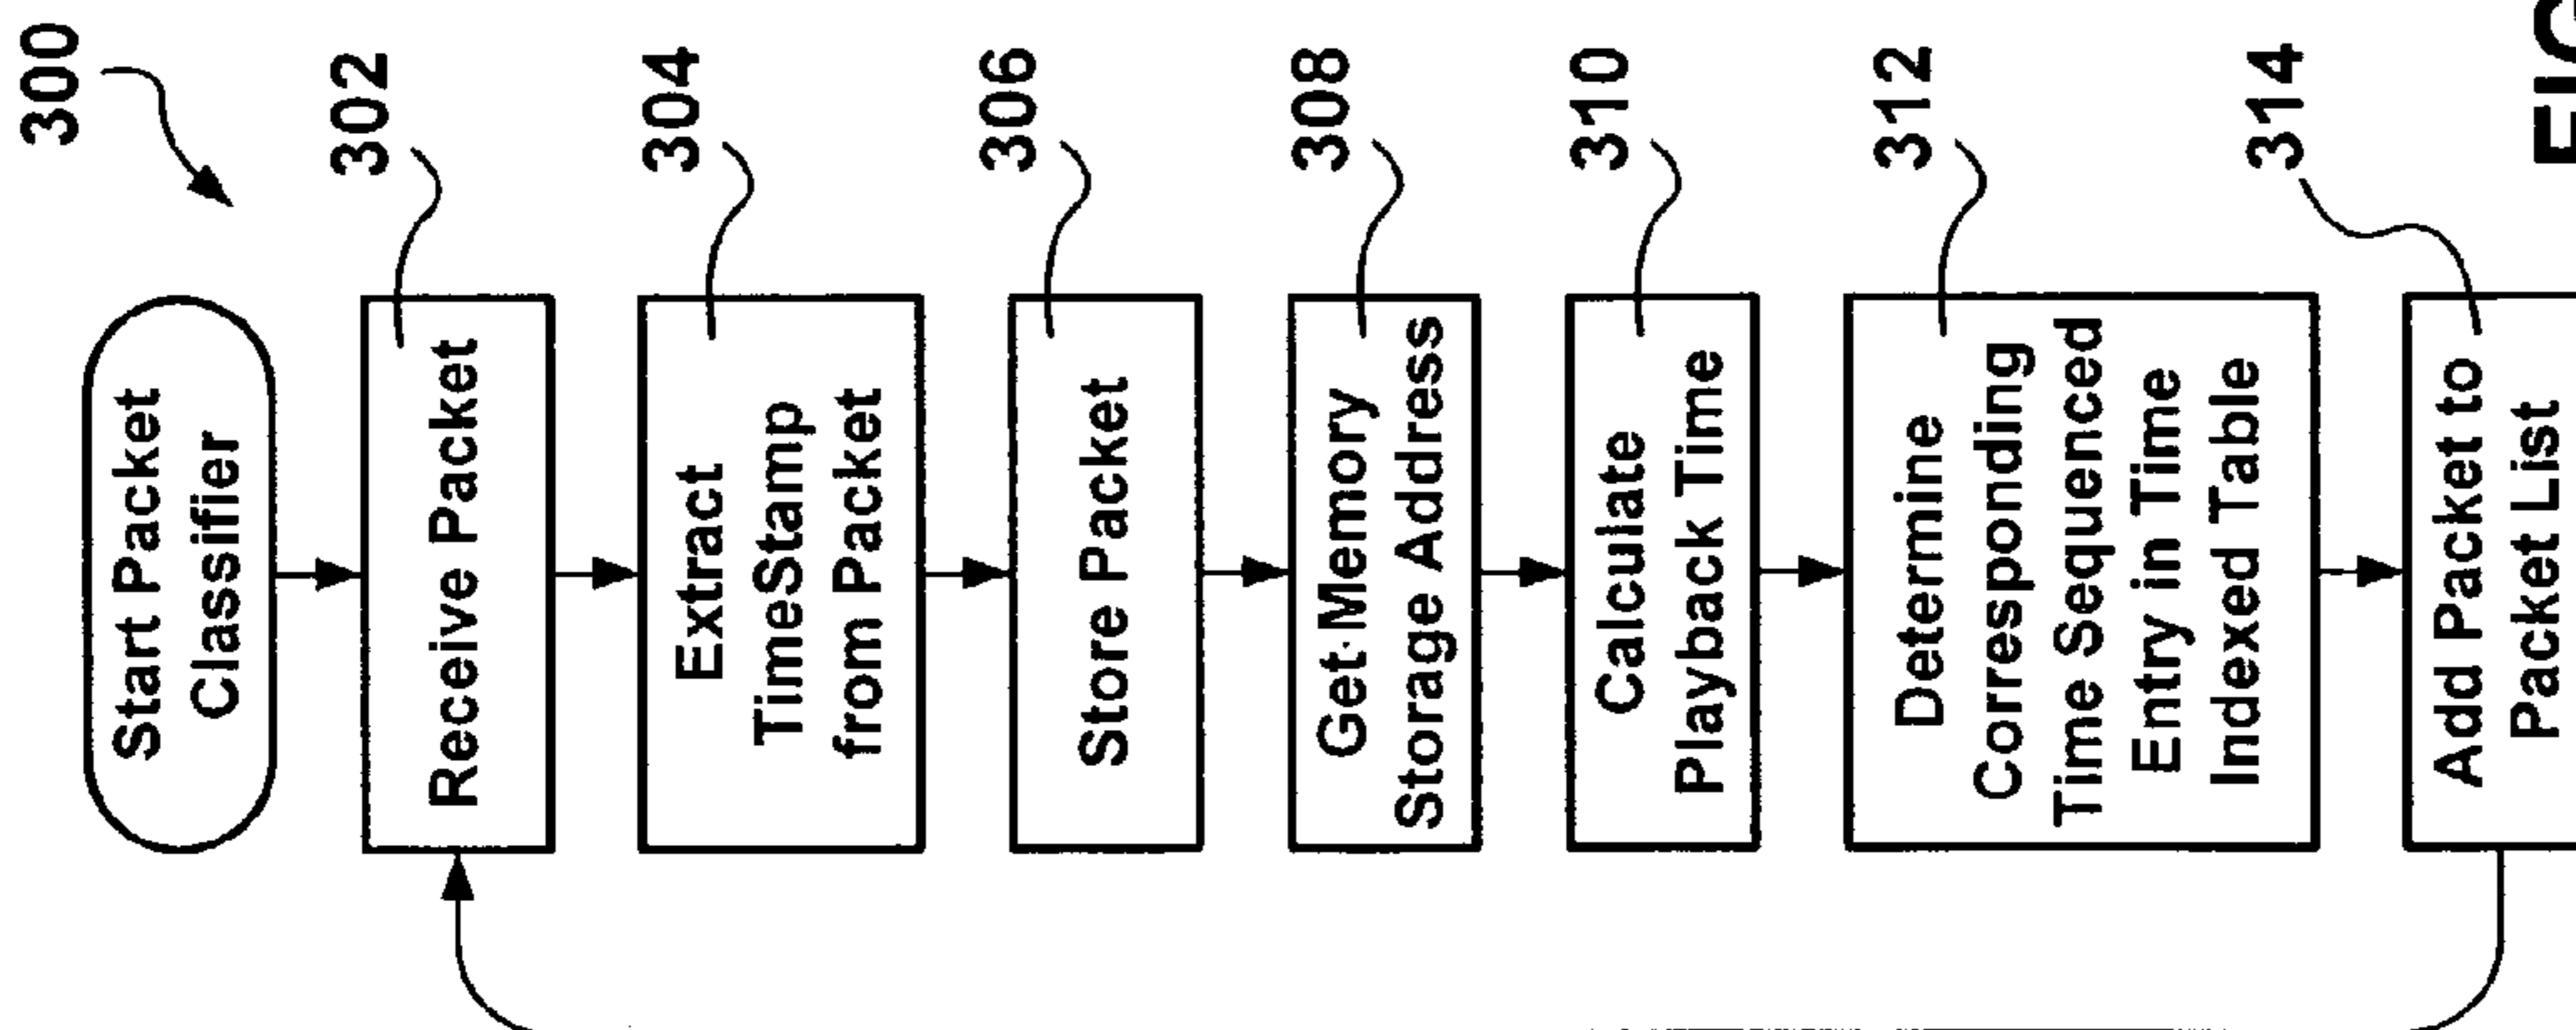 300
Start Packet
Classifier
302
Receive Packet
304
Extract
TimeStamp
from Packet
306
Store Packet
308
Get Memory
Storage Address
310
Calculate
Playback Time
312
Determine
Corresponding
Time Sequenced
Entry in Time
Indexed Table
314
Add Packet to
Packet List